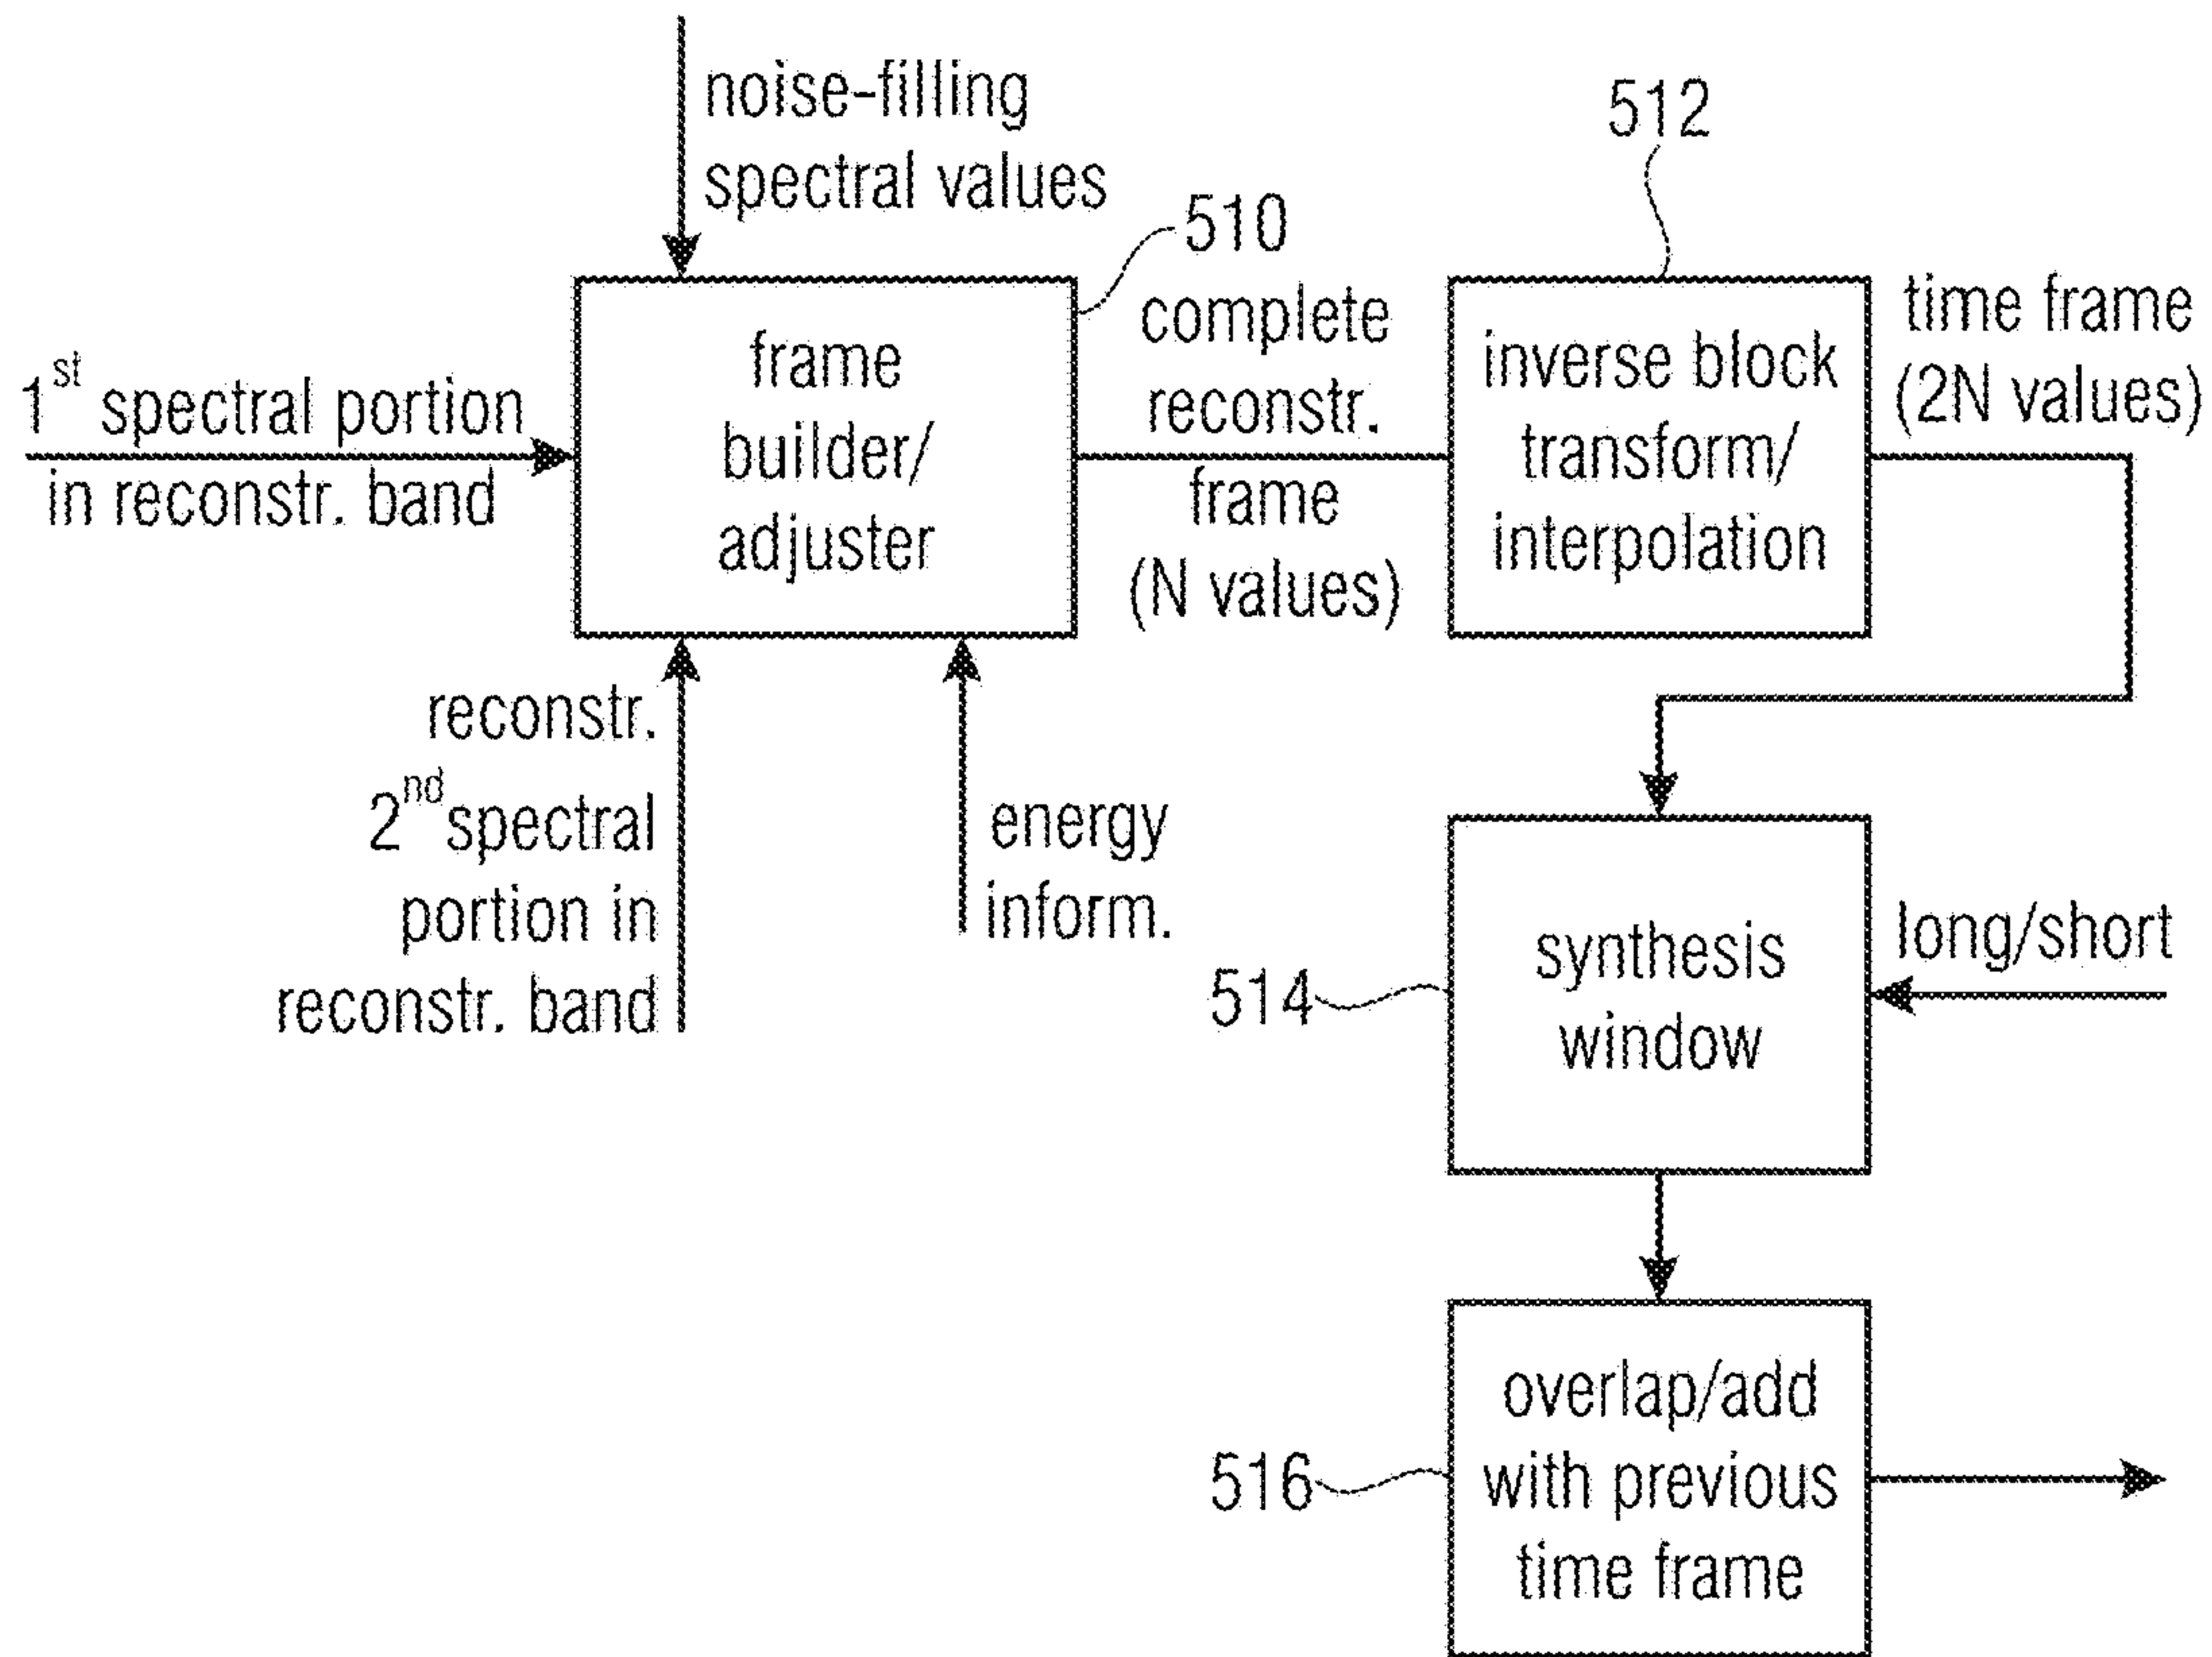 noise-filling
spectral values
512
510
1st spectral portion
in reconstr. band
frame
builder/
adjuster
complete
reconstr.
frame
(N values)
inverse block
transform/
interpolation
time frame
(2N values)
reconstr.
2nd spectral
portion in
reconstr. band
energy
inform.
514
synthesis
window
long/short
516
overlap/add
with previous
time frame